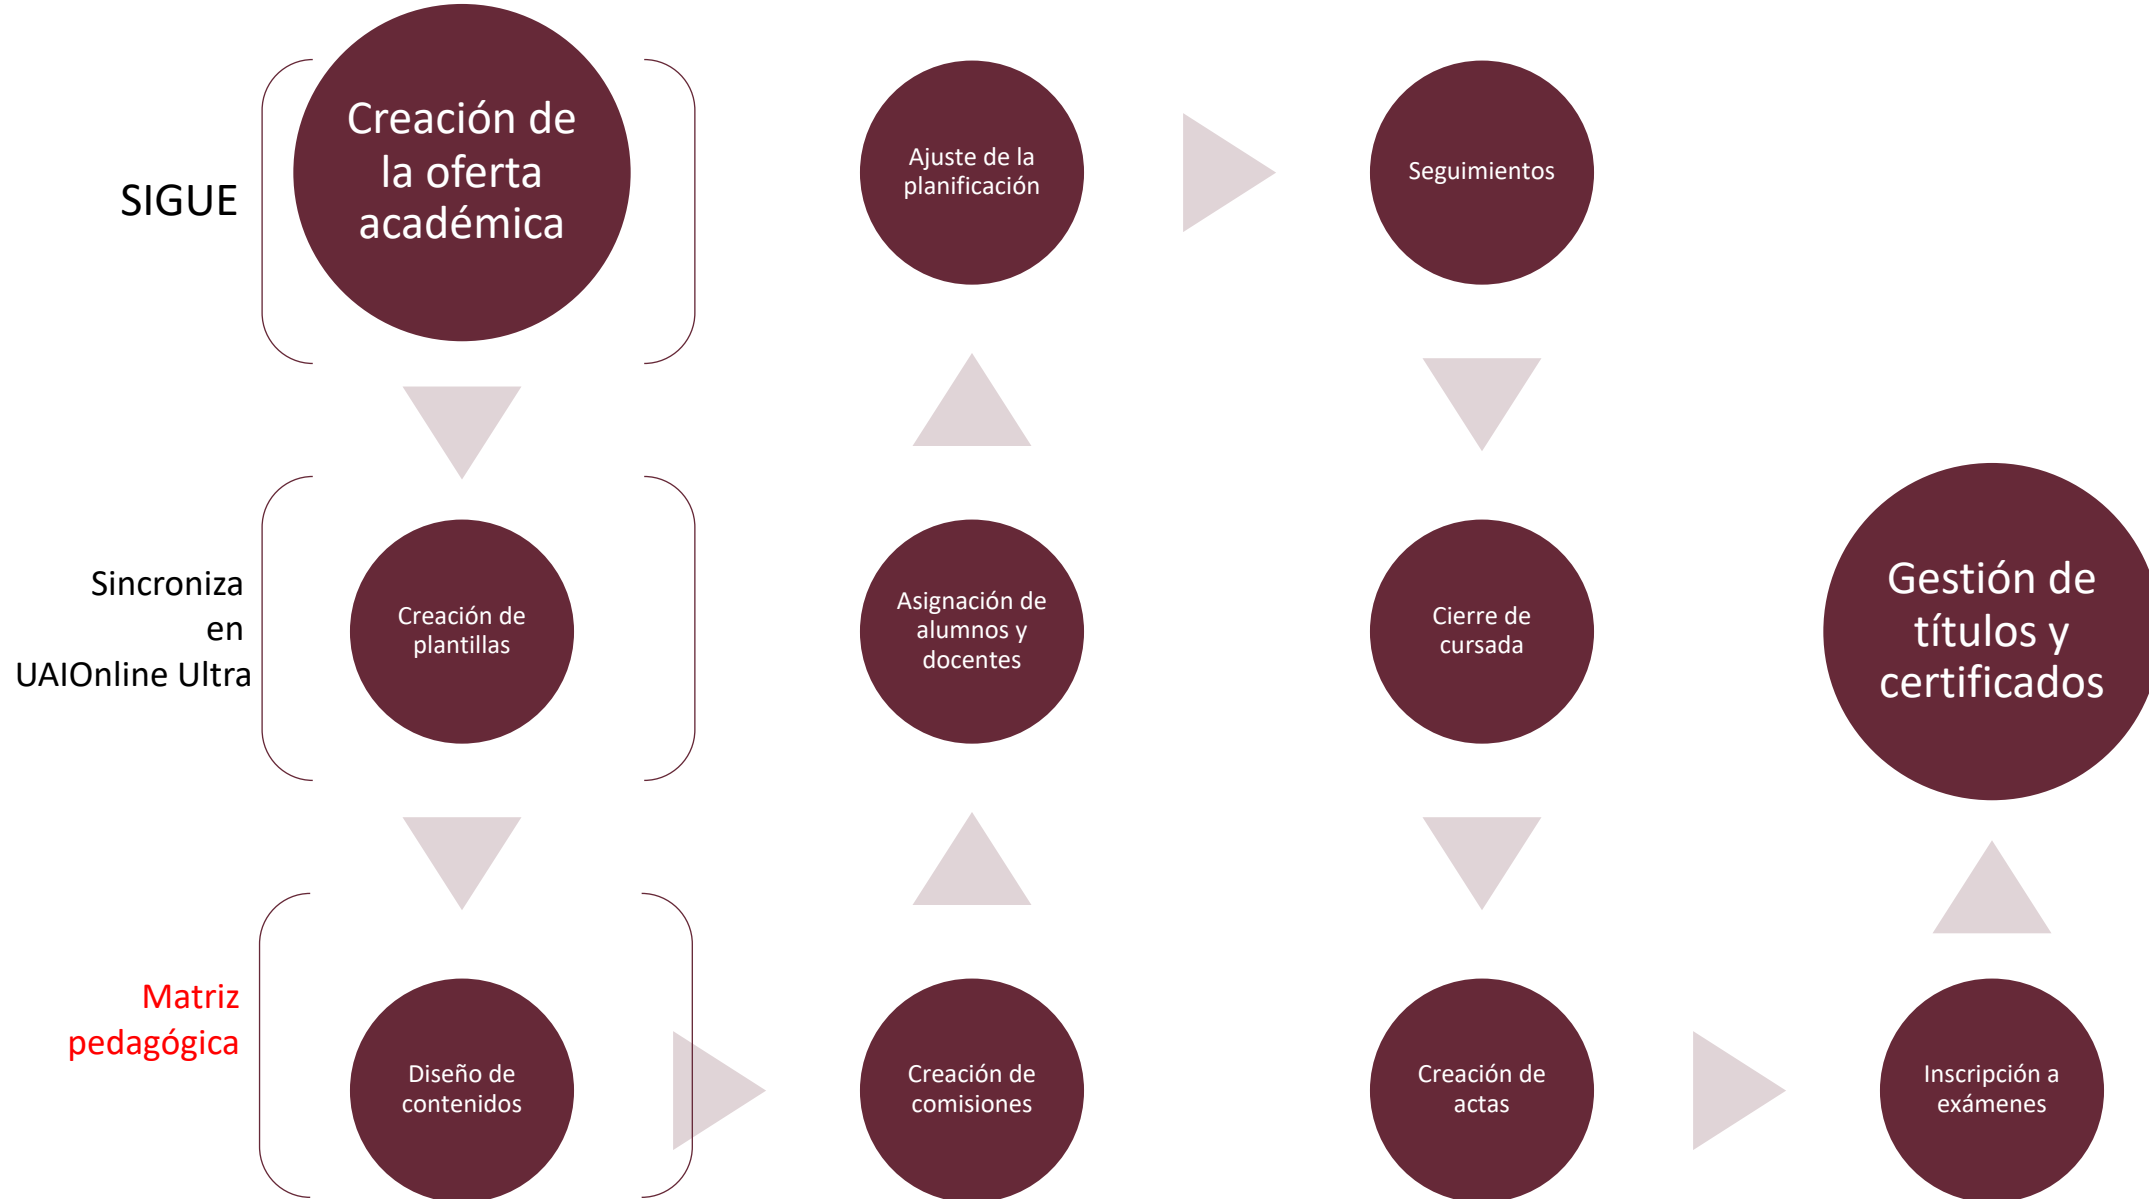 SIGUE
Creación de
la oferta
académica
Sincroniza
en
UAIOnline Ultra
Creación de
plantillas
Matriz
pedagógica
Diseño de
contenidos
Creación de
comisiones
Asignación de
alumnos y
docentes
Ajuste de la
planificación
Seguimientos
Cierre de
cursada
Creación de
actas
Inscripción a
exámenes
Gestión de
títulos y
certificados